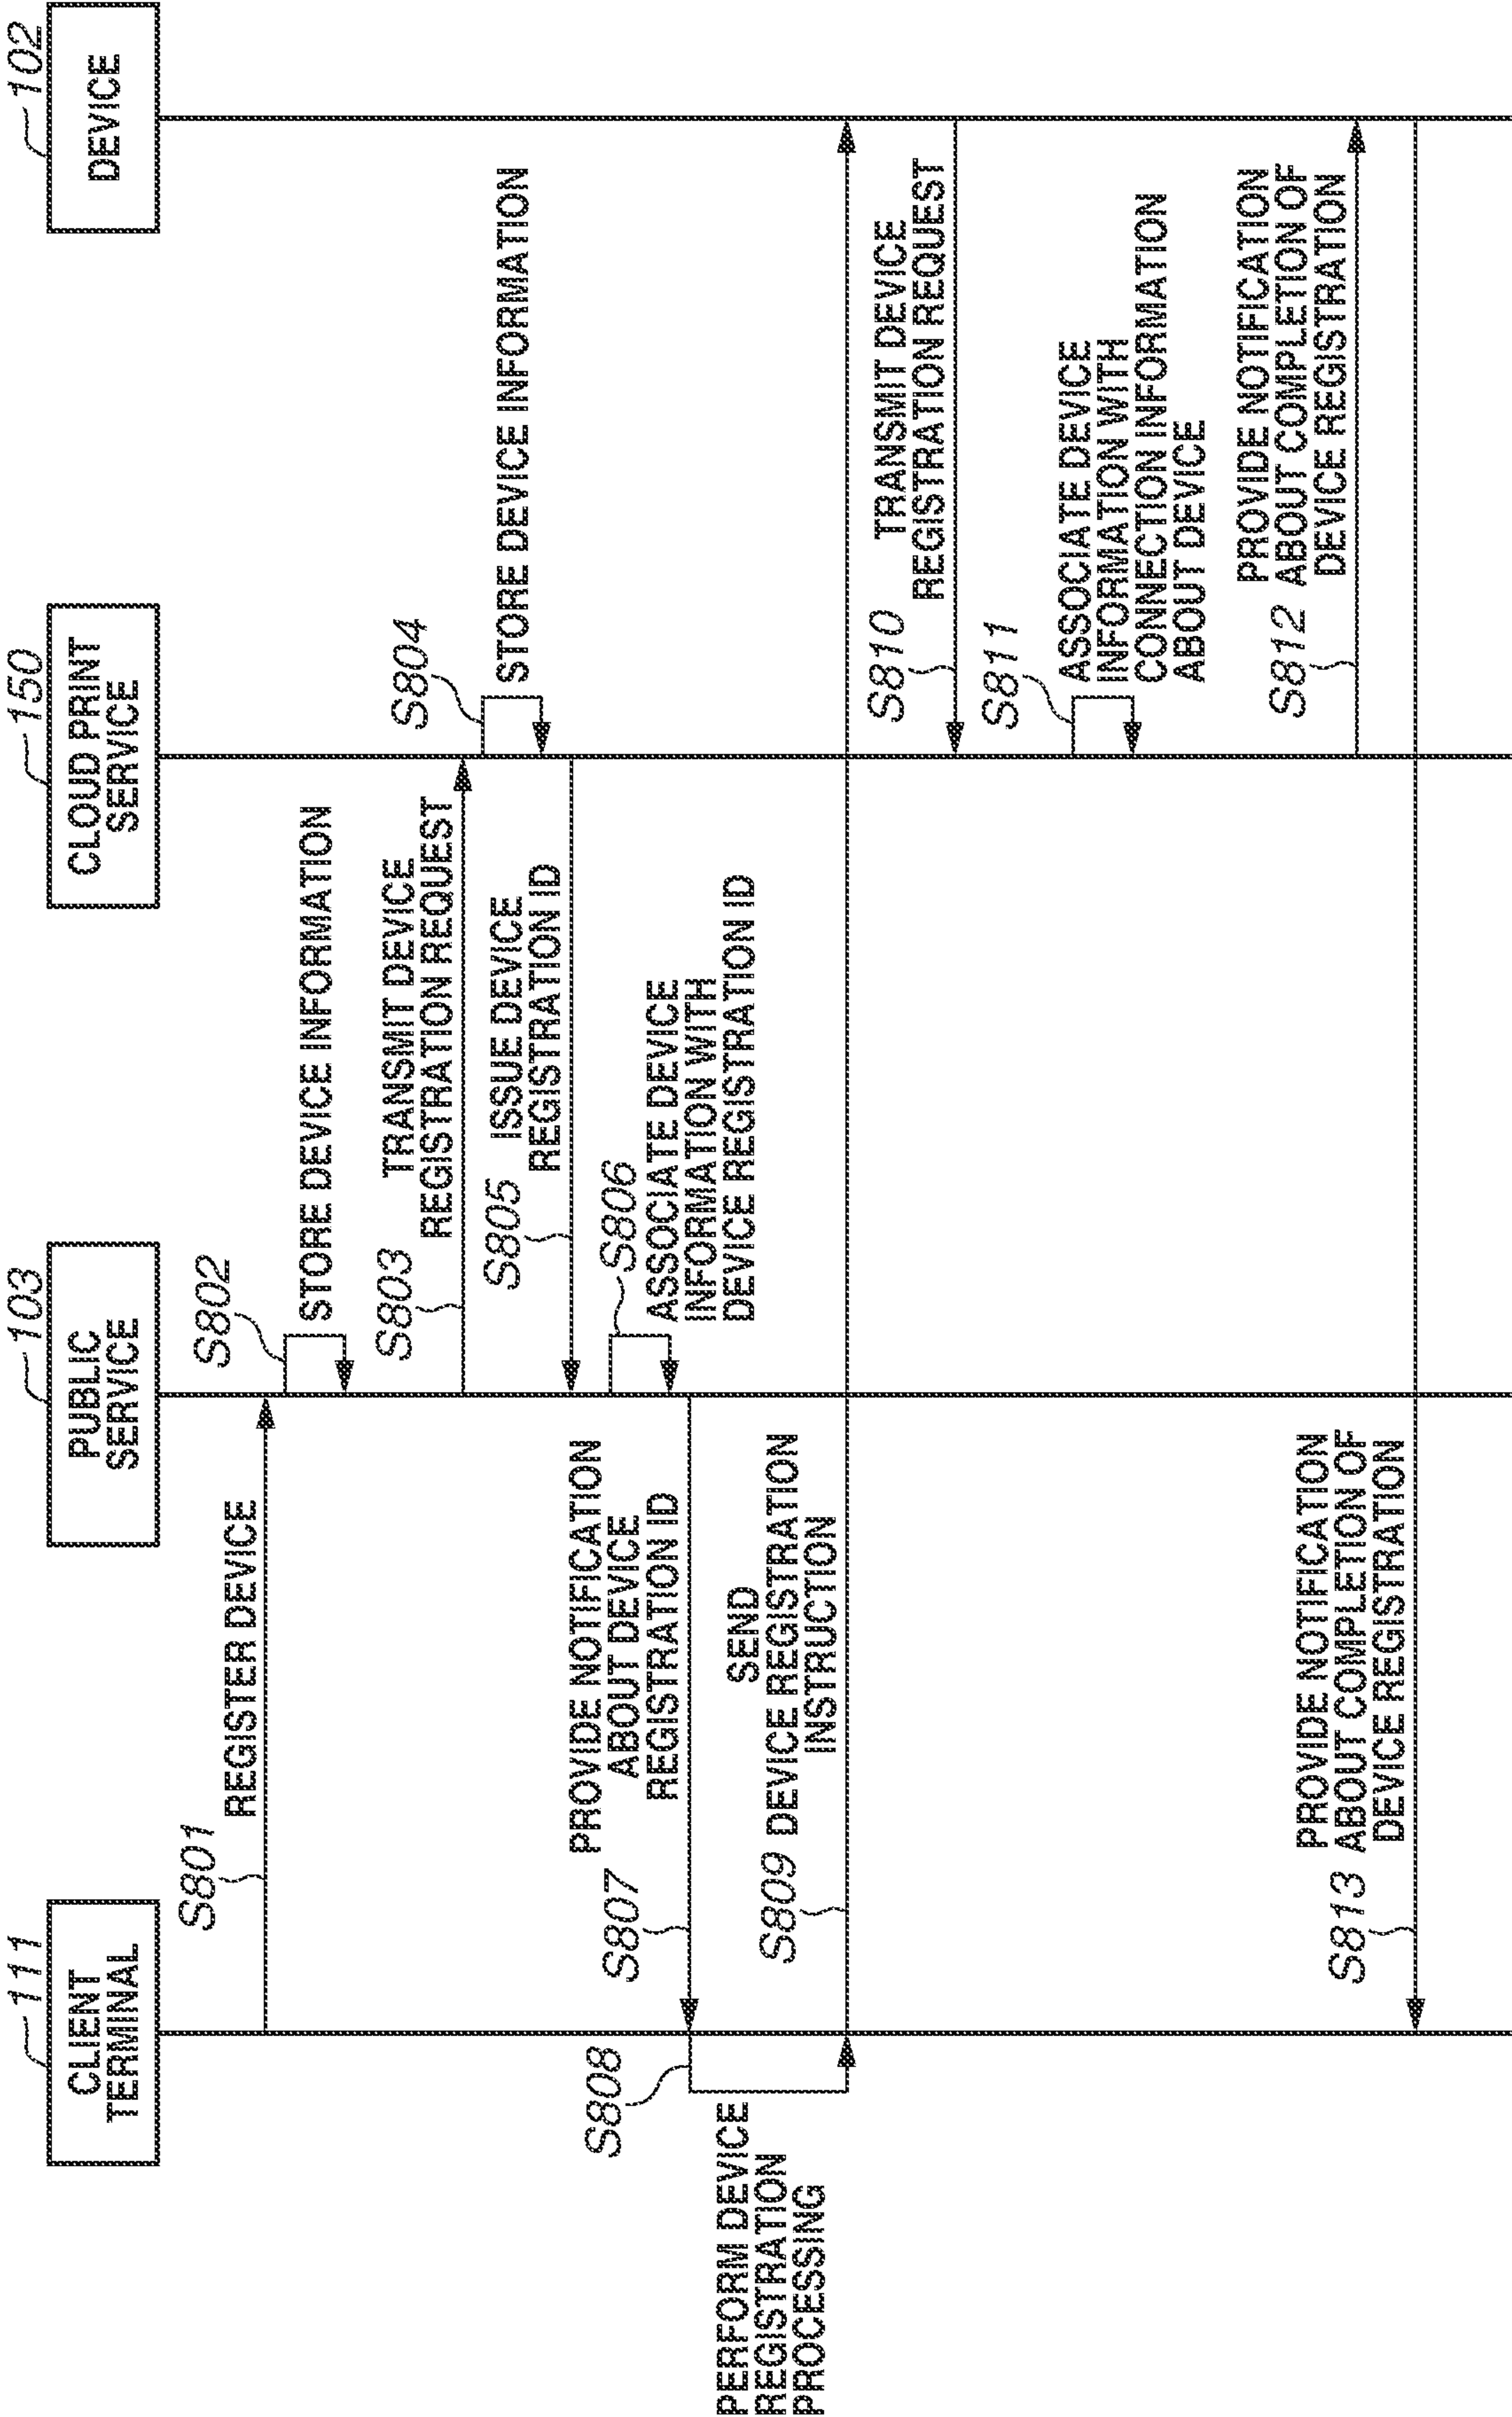 111
CLIENT
TERMINAL
103
PUBLIC
SERVICE
150
CLOUD PRINT
SERVICE
102
DEVICE
S801
REGISTER DEVICE
S802
STORE DEVICE INFORMATION
S803
TRANSMIT DEVICE
REGISTRATION REQUEST
S804
STORE DEVICE INFORMATION
S805
ISSUE DEVICE
REGISTRATION ID
S806
ASSOCIATE DEVICE
INFORMATION WITH
DEVICE REGISTRATION ID
S807
PROVIDE NOTIFICATION
ABOUT DEVICE
REGISTRATION ID
S808
PERFORM DEVICE
REGISTRATION
PROCESSING
S809
SEND
DEVICE REGISTRATION
INSTRUCTION
S810
TRANSMIT DEVICE
REGISTRATION REQUEST
S811
ASSOCIATE DEVICE
INFORMATION WITH
CONNECTION INFORMATION
ABOUT DEVICE
S812
PROVIDE NOTIFICATION
ABOUT COMPLETION OF
DEVICE REGISTRATION
S813
PROVIDE NOTIFICATION
ABOUT COMPLETION OF
DEVICE REGISTRATION